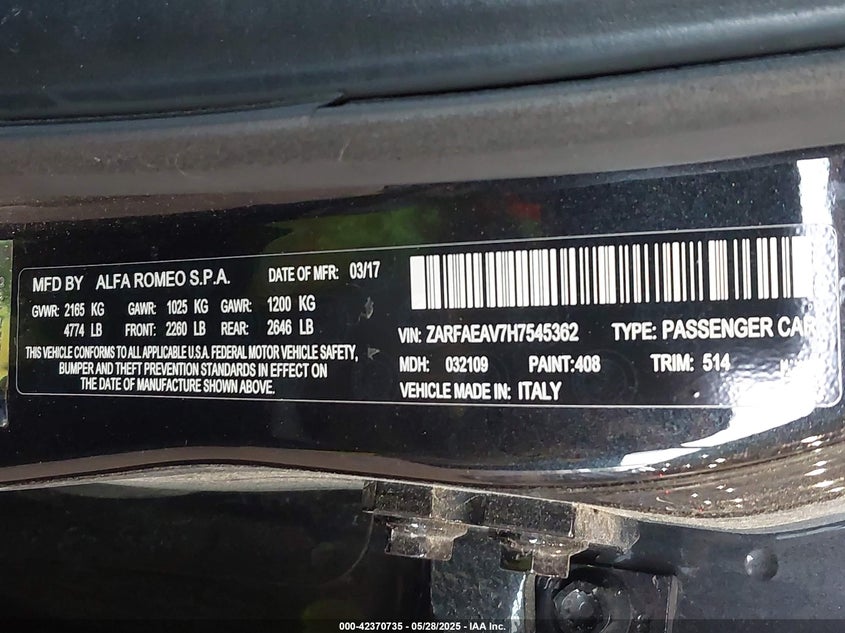 MFD BY ALFA ROMEO S.P.A. DATE OF MFR: 03/17
GVWR: 2165 KG GAWR: 1025 KG GAWR: 1200 KG
4774 LB FRONT: 2260 LB REAR: 2646 LB
THIS VEHICLE CONFORMS TO ALL APPLICABLE U.S.A. FEDERAL MOTOR VEHICLE SAFETY,
BUMPER AND THEFT PREVENTION STANDARDS IN EFFECT ON
THE DATE OF MANUFACTURE SHOWN ABOVE.
VIN: ZARFAEAV7H7545362 TYPE: PASSENGER CAR
MDH: 032109 PAINT:408 TRIM: 514
VEHICLE MADE IN: ITALY
000-42370735 - 05/28/2025 - IAA Inc.